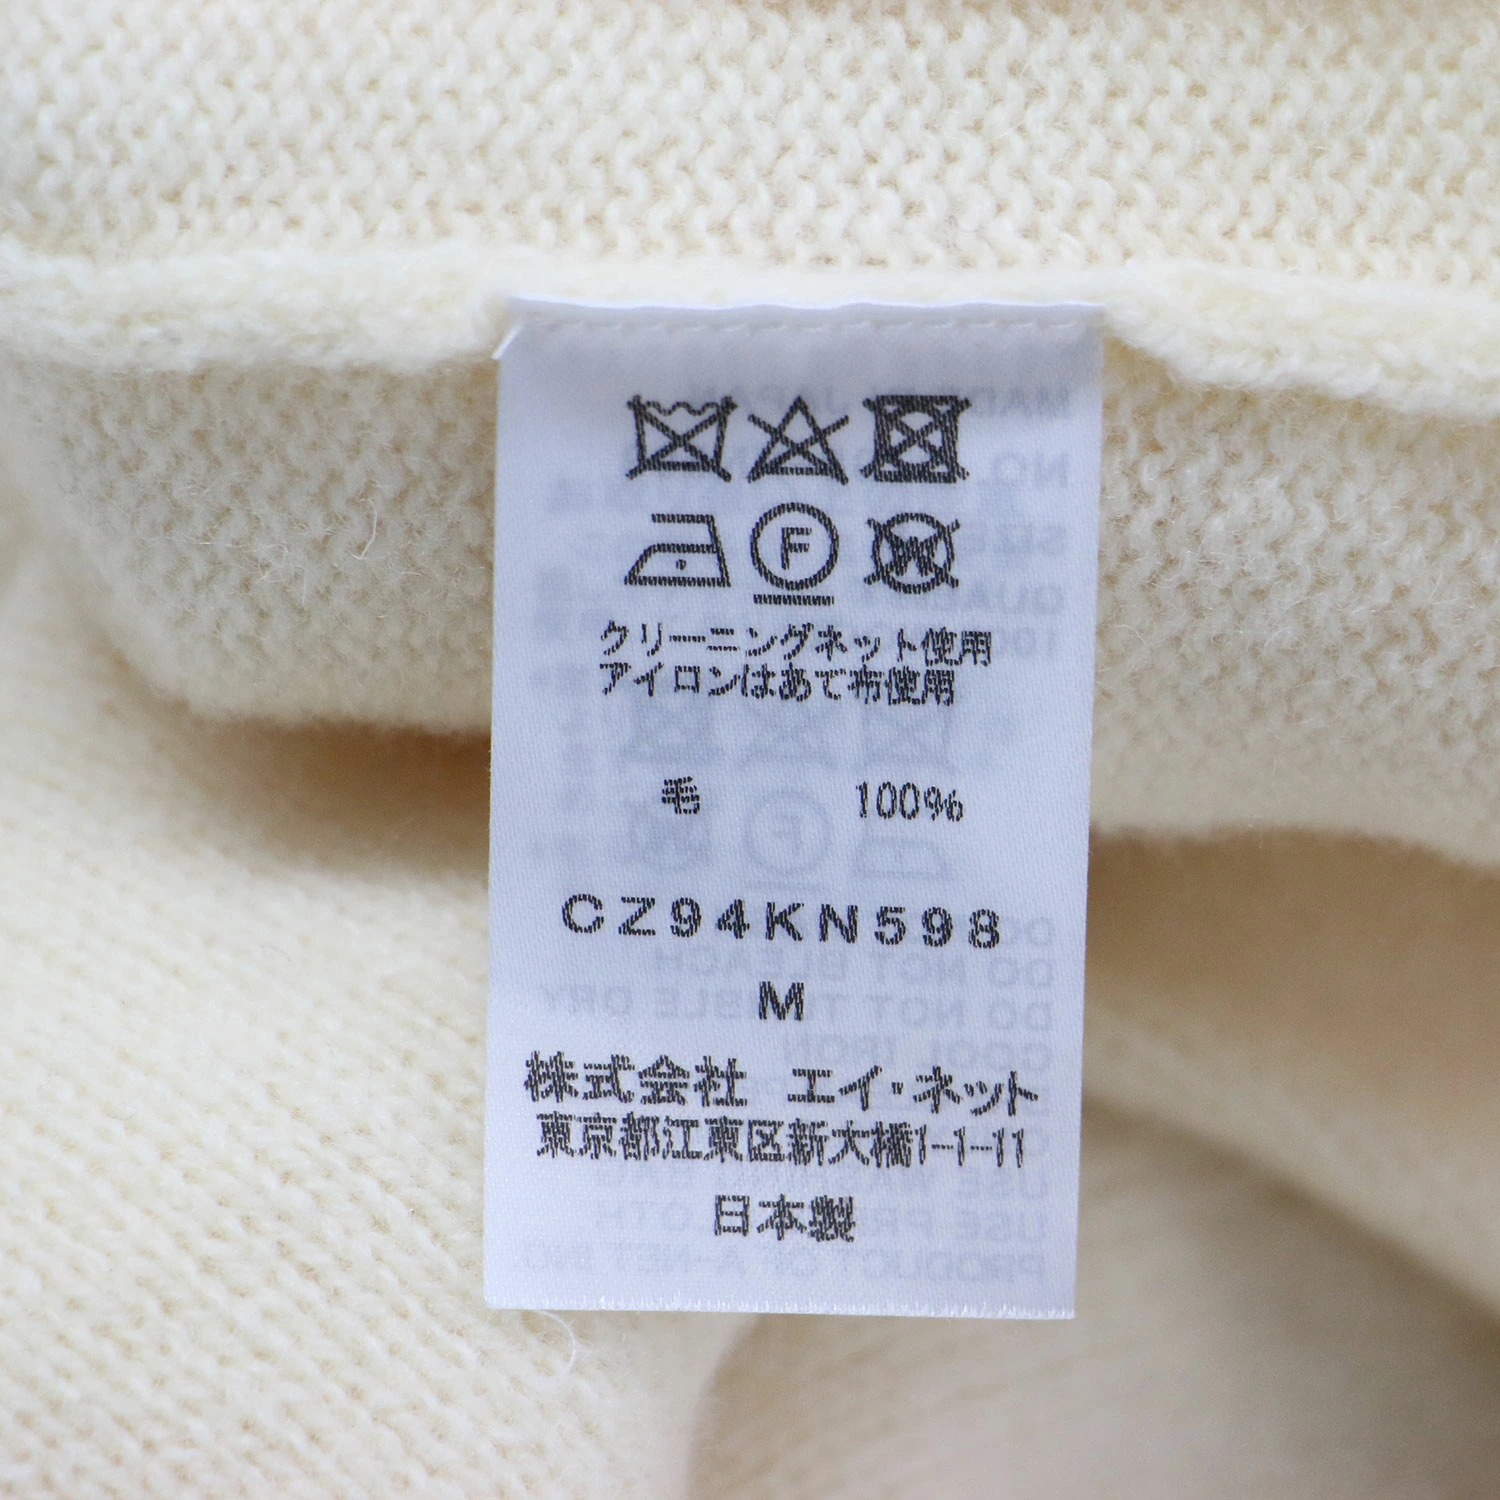 F W
クリーニングネット使用
アイロンはあて布使用
毛 100%
CZ94KN598
M
株式会社 エイ・ネット
東京都江東区新大橋1-1-11
日本製